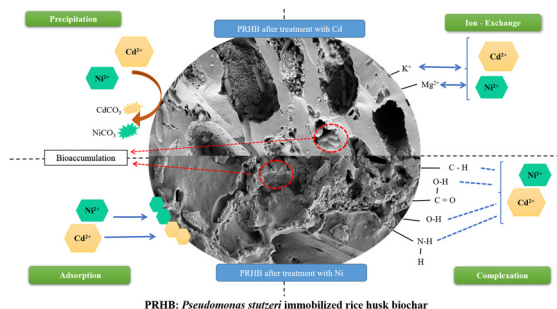 Precipitation
PRHB after treatment with Cd
Ion - Exchange
Cd²⁺
Ni²⁺
CdCO₃
NiCO₃
K⁺
Mg²⁺
Cd²⁺
Ni²⁺
Bioaccumulation
Ni²⁺
Cd²⁺
C - H
O-H
C = O
O-H
N-H
H
Ni²⁺
Cd²⁺
Adsorption
PRHB after treatment with Ni
Complexation
PRHB: Pseudomonas stutzeri immobilized rice husk biochar